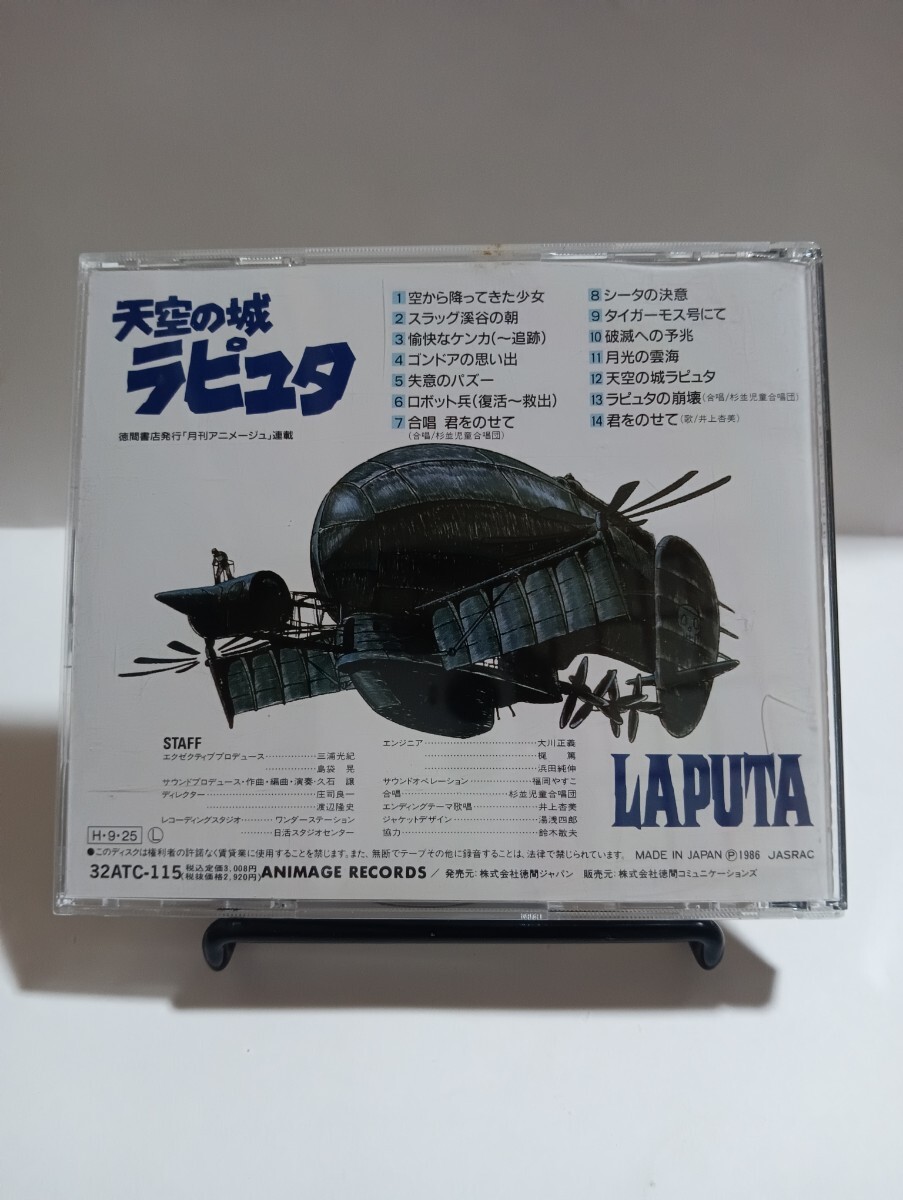 天空の城
ラピュタ
徳間書店発行「月刊アニメージュ」連載
1 空から降ってきた少女
2 スラッグ溪谷の朝
3 愉快なケンカ(〜追跡)
4 ゴンドアの思い出
5 失意のパズー
6 ロボット兵(復活〜救出)
7 合唱 君をのせて
(合唱/杉並児童合唱団)
8 シータの決意
9 タイガーモス号にて
10 破滅への予兆
11 月光の雲海
12 天空の城ラピュタ
13 ラピュタの崩壊(合唱/杉並児童合唱団)
14 君をのせて(歌/井上杏美)
STAFF
エクゼクティブプロデュース…………三浦光紀
…………島袋 晃
サウンドプロデュース・作曲・編曲・演奏・久石 譲
ディレクター…………庄司良一
…………渡辺隆史
レコーディングスタジオ…………ワンダーステーション
…………日活スタジオセンター
エンジニア…………大川正義
…………梶 篤
…………浜田純伸
サウンドオペレーション…………福岡やすこ
合唱…………杉並児童合唱団
エンディングテーマ歌唱…………井上杏美
ジャケットデザイン…………湯浅四郎
協力…………鈴木敏夫
LAPUTA
H・9・25 L
●このディスクは権利者の許諾なく賃貸業に使用することを禁じます。また、無断でテープその他に録音することは、法律で禁じられています。 MADE IN JAPAN Ⓟ1986 JASRAC
32ATC-115 (税込定価3,008円)(税抜価格2,920円) ANIMAGE RECORDS / 発売元:株式会社徳間ジャパン 販売元:株式会社徳間コミュニケーションズ